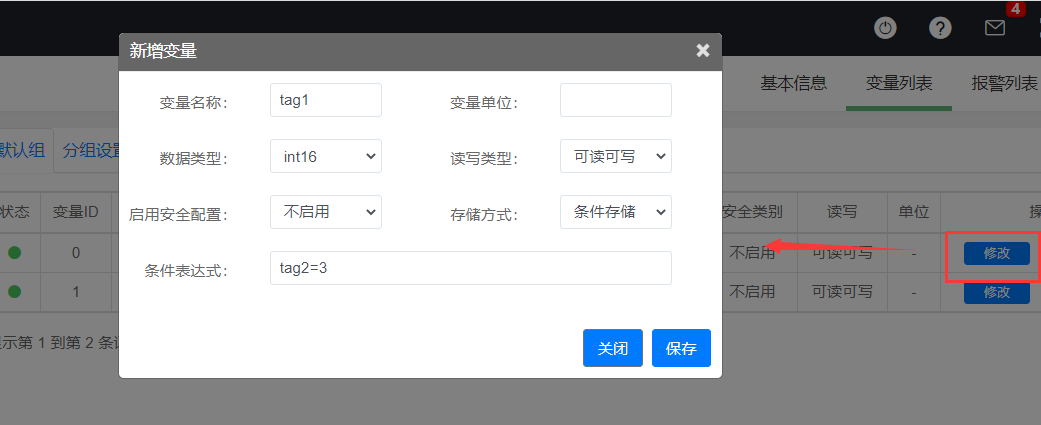 4
新增变量
基本信息 变量列表 报警列表
变量名称: tag1 变量单位:
默认组 分组设置
数据类型: int16 读写类型: 可读可写
状态 变量ID 启用安全配置: 不启用 存储方式: 条件存储 安全类别 读写 单位
0 条件表达式: tag2=3 不启用 可读可写 - 修改
1 不启用 可读可写 - 修改
示第 1 到第 2 条
关闭 保存